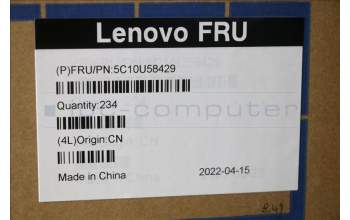 Lenovo FRU
(P)FRU/PN:5C10U58429
Quantity:234
(4L)Origin:CN
Made in China
2022-04-15